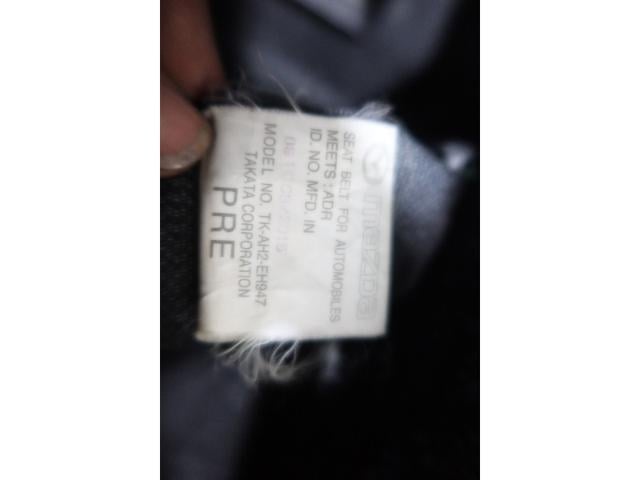 mazda
SEAT BELT FOR AUTOMOBILES
MEETS : ADR
ID. NO. MFD. IN
MODEL NO. TK-AH2-EH947
TAKATA CORPORATION
PRE